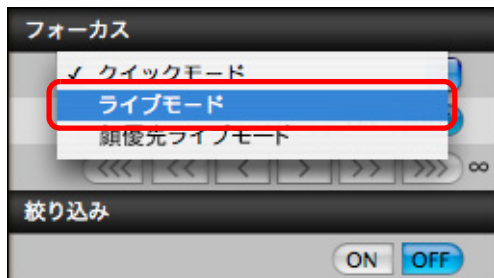 フォーカス
✓ クイックモード
ライブモード
顔優先ライブモード
<<< << < > >> >>> ∞
絞り込み
ON OFF